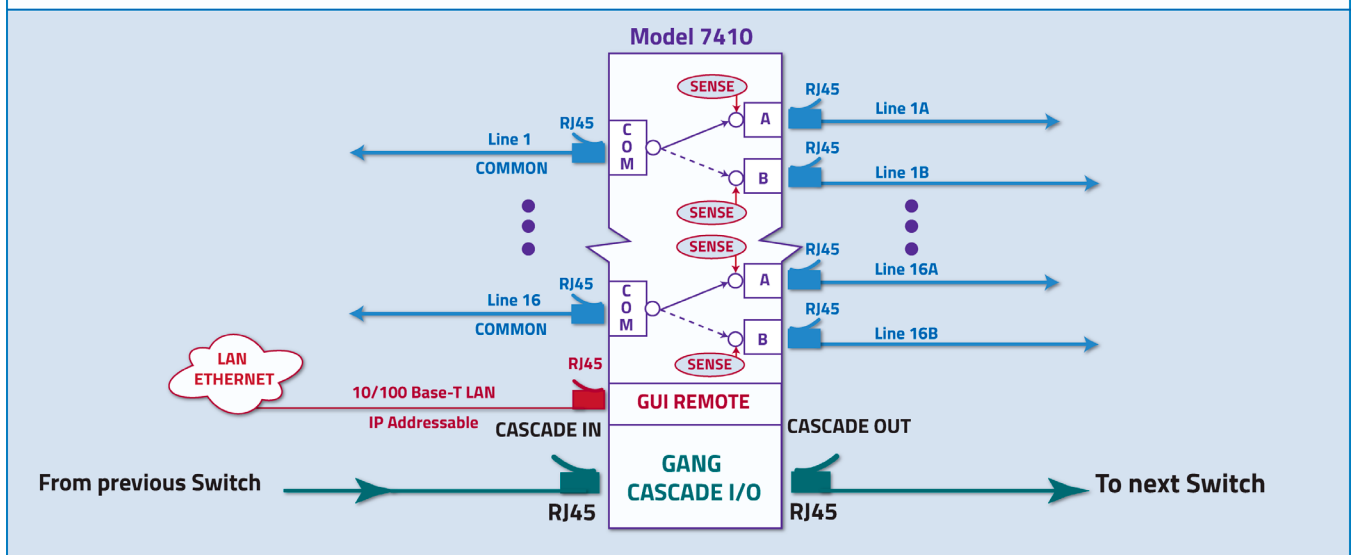 Model 7410
SENSE
RJ45
Line 1A
A
RJ45
Line 1
COMMON
C
O
M
RJ45
Line 1B
B
SENSE
SENSE
RJ45
Line 16A
A
RJ45
Line 16
COMMON
C
O
M
RJ45
Line 16B
B
SENSE
LAN
ETHERNET
RJ45
10/100 Base-T LAN
IP Addressable
GUI REMOTE
CASCADE IN
CASCADE OUT
GANG
CASCADE I/O
From previous Switch
To next Switch
RJ45
RJ45